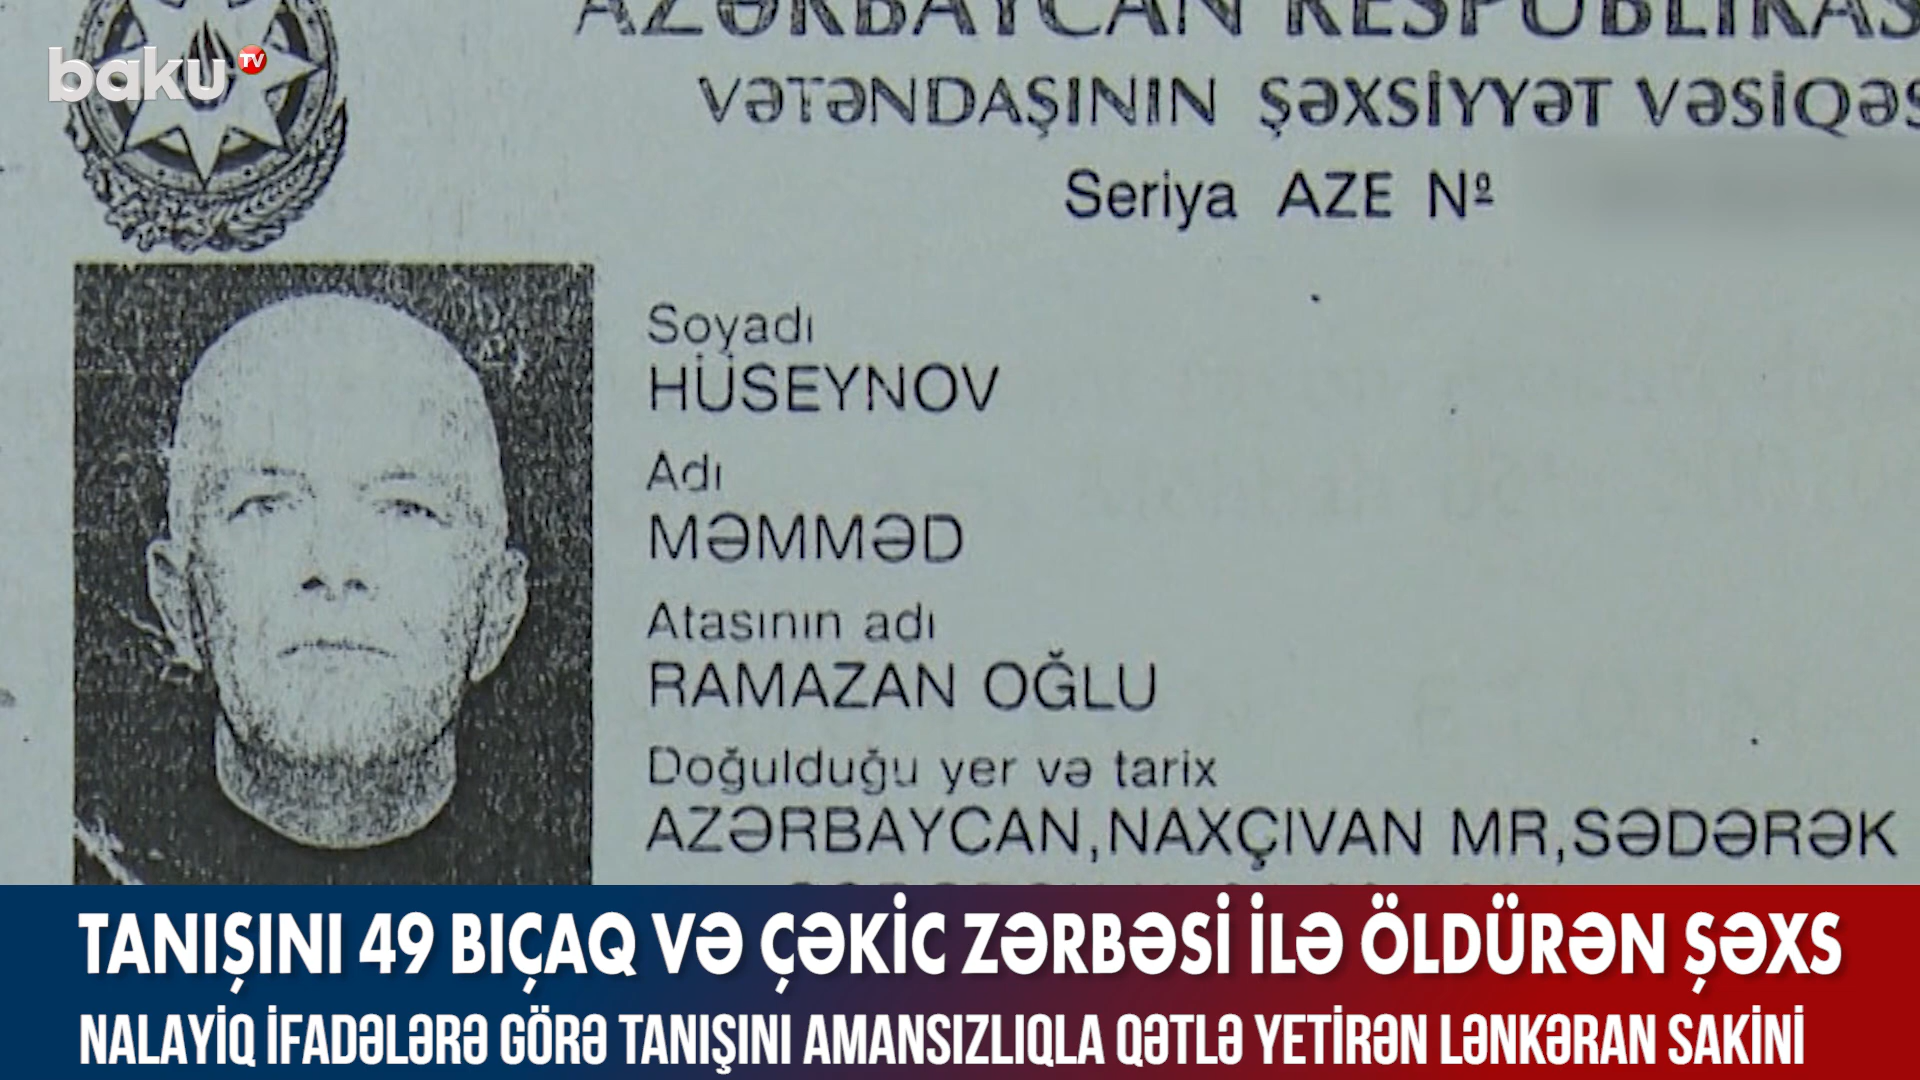 AZƏRBAYCAN RESPUBLİKAS
baku TV
VƏTƏNDAŞININ ŞƏXSİYYƏT VƏSİQƏS
Seriya AZE Nº
Soyadı
HÜSEYNOV
Adı
MƏMMƏD
Atasının adı
RAMAZAN OĞLU
Doğulduğu yer və tarix
AZƏRBAYCAN,NAXÇIVAN MR,SƏDƏRƏK
TANIŞINI 49 BIÇAQ VƏ ÇƏKİC ZƏRBƏSİ İLƏ ÖLDÜRƏN ŞƏXS
NALAYİQ İFADƏLƏRƏ GÖRƏ TANIŞINI AMANSIZLIQLA QƏTLƏ YETİRƏN LƏNKƏRAN SAKİNİ